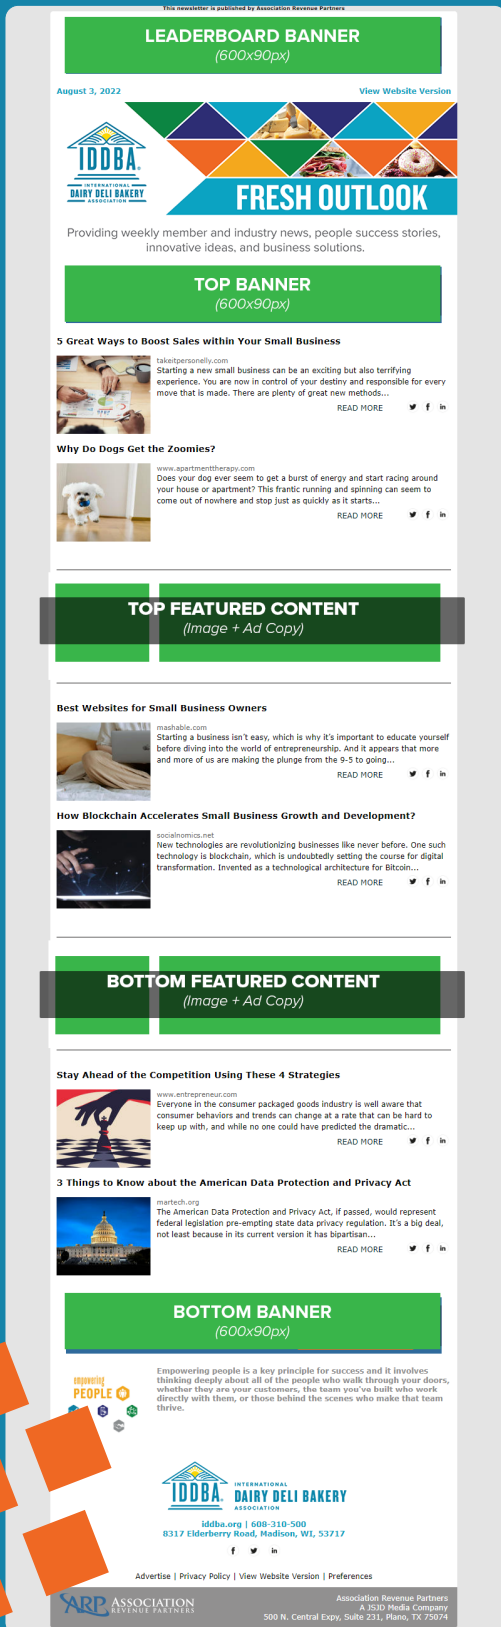 This newsletter is published by Association Revenue Partners
LEADERBOARD BANNER
(600x90px)
August 3, 2022
View Website Version
IDDBA
INTERNATIONAL
DAIRY DELI BAKERY
ASSOCIATION
FRESH OUTLOOK
Providing weekly member and industry news, people success stories,
innovative ideas, and business solutions.
TOP BANNER
(600x90px)
5 Great Ways to Boost Sales within Your Small Business
takeitpersonelly.com
Starting a new small business can be an exciting but also terrifying
experience. You are now in control of your destiny and responsible for every
move that is made. There are plenty of great new methods...
READ MORE
Why Do Dogs Get the Zoomies?
www.apartmenttherapy.com
Does your dog ever seem to get a burst of energy and start racing around
your house or apartment? This frantic running and spinning can seem to
come out of nowhere and stop just as quickly as it starts...
READ MORE
TOP FEATURED CONTENT
(Image + Ad Copy)
Best Websites for Small Business Owners
mashable.com
Starting a business isn't easy, which is why it's important to educate yourself
before diving into the world of entrepreneurship. And it appears that more
and more of us are making the plunge from the 9-5 to going...
READ MORE
How Blockchain Accelerates Small Business Growth and Development?
socialnomics.net
New technologies are revolutionizing businesses like never before. One such
technology is blockchain, which is undoubtedly setting the course for digital
transformation. Invented as a technological architecture for Bitcoin...
READ MORE
BOTTOM FEATURED CONTENT
(Image + Ad Copy)
Stay Ahead of the Competition Using These 4 Strategies
www.entrepreneur.com
Everyone in the consumer packaged goods industry is well aware that
consumer behaviors and trends can change at a rate that can be hard to
keep up with, and while no one could have predicted the dramatic...
READ MORE
3 Things to Know about the American Data Protection and Privacy Act
martech.org
The American Data Protection and Privacy Act, if passed, would represent
federal legislation pre-empting state data privacy regulation. It's a big deal,
not least because in its current version it has bipartisan...
READ MORE
BOTTOM BANNER
(600x90px)
empowering
PEOPLE
Empowering people is a key principle for success and it involves
thinking deeply about all of the people who walk through your doors,
whether they are your customers, the team you've built who work
directly with them, or those behind the scenes who make that team
thrive.
IDDBA
INTERNATIONAL
DAIRY DELI BAKERY
ASSOCIATION
iddba.org | 608-310-500
8317 Elderberry Road, Madison, WI, 53717
Advertise | Privacy Policy | View Website Version | Preferences
ARP ASSOCIATION
REVENUE PARTNERS
Association Revenue Partners
A JSJD Media Company
500 N. Central Expy, Suite 231, Plano, TX 75074